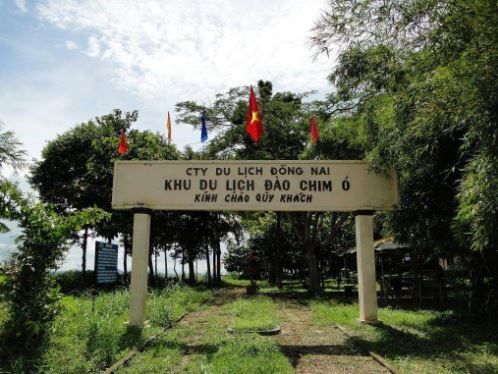 CTY DU LỊCH ĐỒNG NAI
KHU DU LỊCH ĐẢO CHIM Ó
KÍNH CHÀO QUÝ KHÁCH